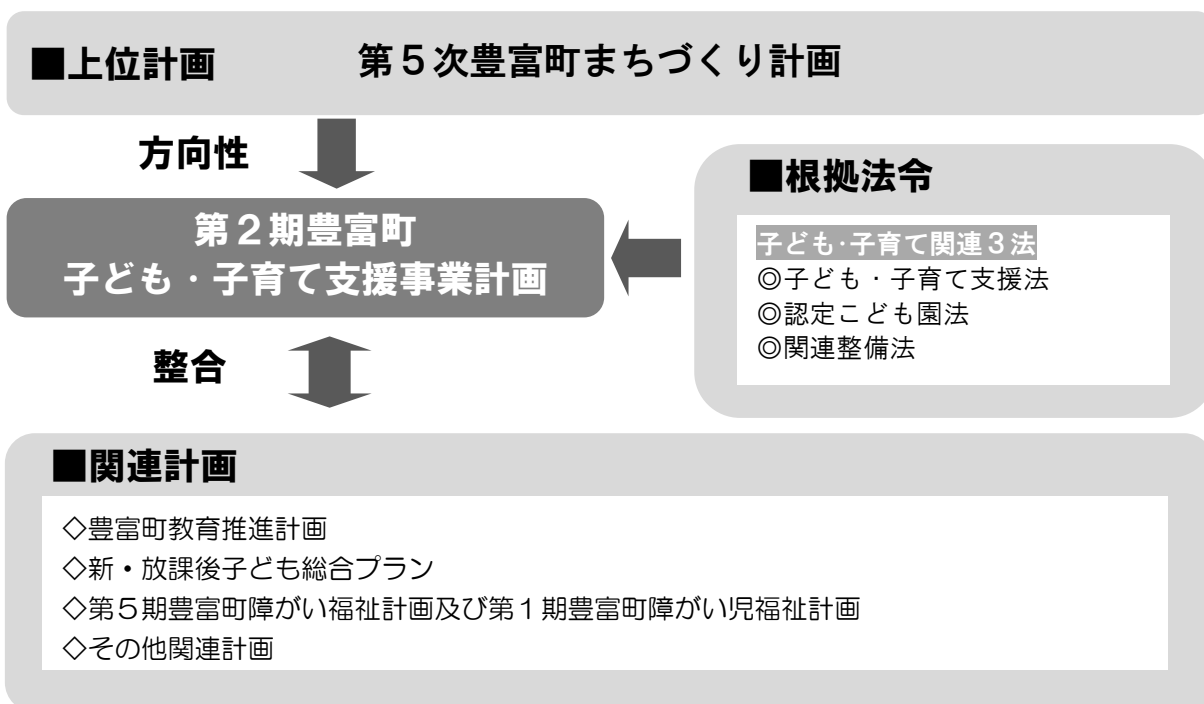 ■上位計画　第５次豊富町まちづくり計画
方向性
第２期豊富町
子ども・子育て支援事業計画
■根拠法令
子ども･子育て関連３法
◎子ども・子育て支援法
◎認定こども園法
◎関連整備法
整合
■関連計画
◇豊富町教育推進計画
◇新・放課後子ども総合プラン
◇第５期豊富町障がい福祉計画及び第１期豊富町障がい児福祉計画
◇その他関連計画